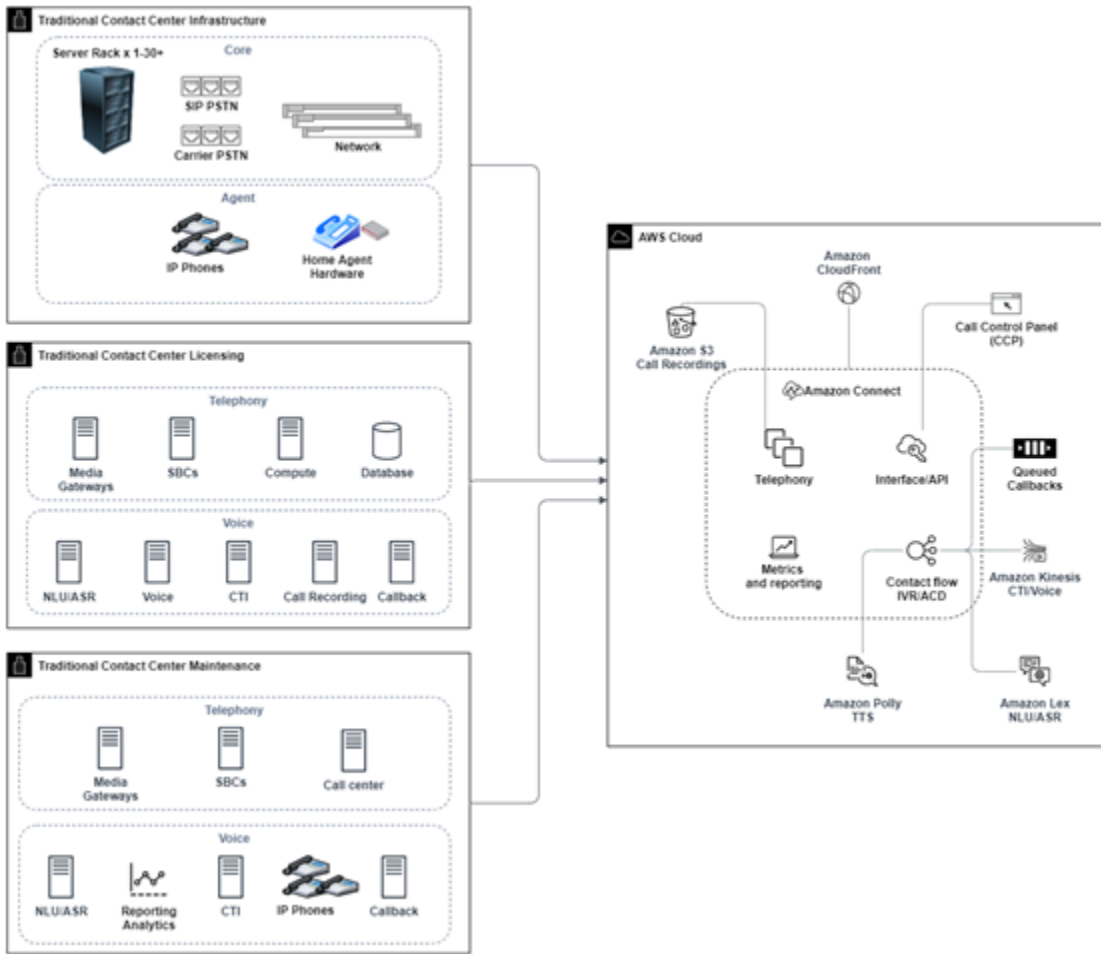 Traditional Contact Center Infrastructure
Core
Server Rack x 1-30+
SIP PSTN
Carrier PSTN
Network
Agent
IP Phones
Home Agent
Hardware
Traditional Contact Center Licensing
Telephony
Media
Gateways
SBCs
Compute
Database
Voice
NLU/ASR
Voice
CTI
Call Recording
Callback
Traditional Contact Center Maintenance
Telephony
Media
Gateways
SBCs
Call center
Voice
NLU/ASR
Reporting
Analytics
CTI
IP Phones
Callback
AWS Cloud
Amazon
CloudFront
Amazon S3
Call Recordings
Call Control Panel
(CCP)
Amazon Connect
Telephony
Interface/API
Queued
Callbacks
Metrics
and reporting
Contact flow
IVR/ACD
Amazon Kinesis
CTI/Voice
Amazon Polly
TTS
Amazon Lex
NLU/ASR